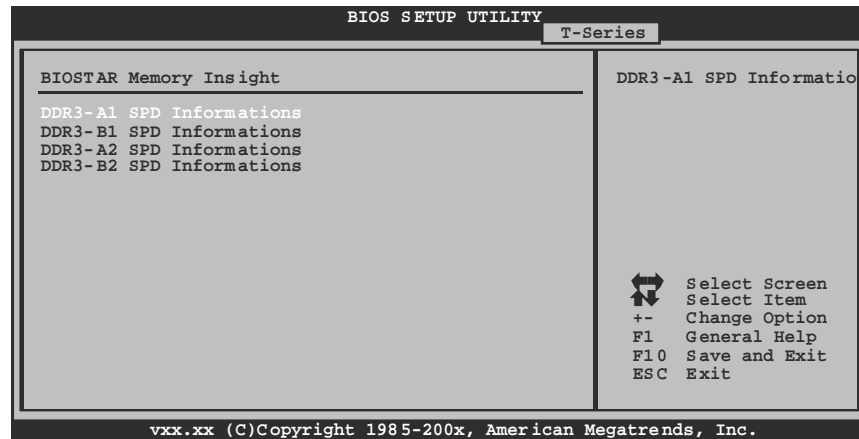 BIOS SETUP UTILITY
T-Series
BIOSTAR Memory Insight
DDR3-A1 SPD Informations
DDR3-B1 SPD Informations
DDR3-A2 SPD Informations
DDR3-B2 SPD Informations
DDR3-A1 SPD Informatio
Select Screen
Select Item
+- Change Option
F1 General Help
F10 Save and Exit
ESC Exit
vxx.xx (C)Copyright 1985-200x, American Megatrends, Inc.